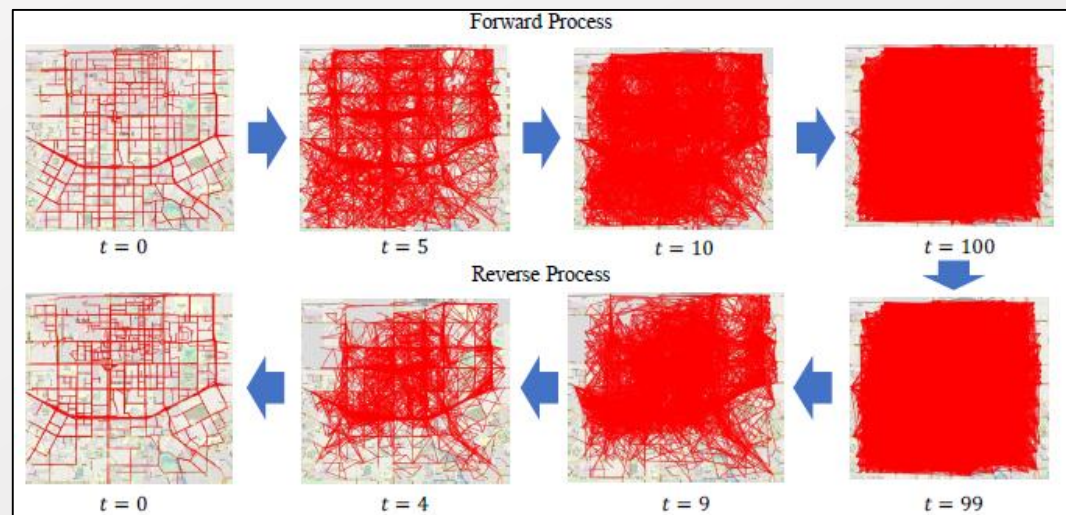 Forward Process
t = 0
t = 5
t = 10
t = 100
Reverse Process
t = 0
t = 4
t = 9
t = 99